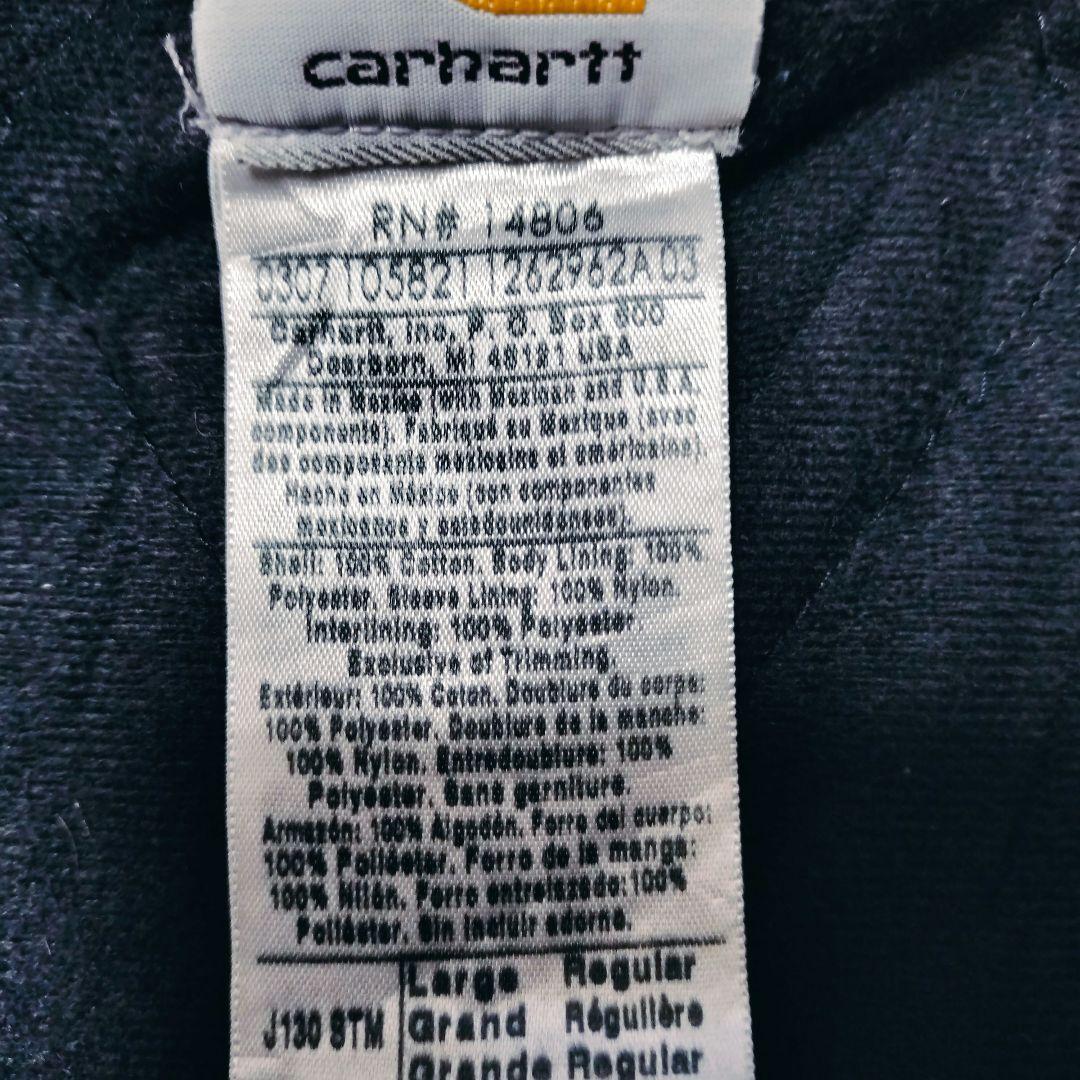 carhartt
RN# 14806
0307 105821 1262962A 03
Carhartt, Inc, P. O. Box 600
Dearborn, MI 48121 USA
Made in Mexico (with Mexican and U.S.A.
components). Fabriqué au Mexique (avec
des composants mexicains et américains).
Hecho en México (con componentes
mexicanos y estadounidenses).
Shell: 100% Cotton. Body Lining, 100%
Polyester. Sleeve Lining: 100% Nylon.
Interlining: 100% Polyester
Exclusive of Trimming.
Extérieur: 100% Coton. Doublure du corps:
100% Polyester. Doublure de la manche:
100% Nylon. Entredoublure: 100%
Polyester. Sans garniture.
Armazón: 100% Algodón. Forro del cuerpo:
100% Poliéster. Forro de la manga:
100% Nilón. Forro entrelazado: 100%
Poliéster. Sin incluir adorno.
J130 STM
Large Regular
Grand Régulière
Grande Regular